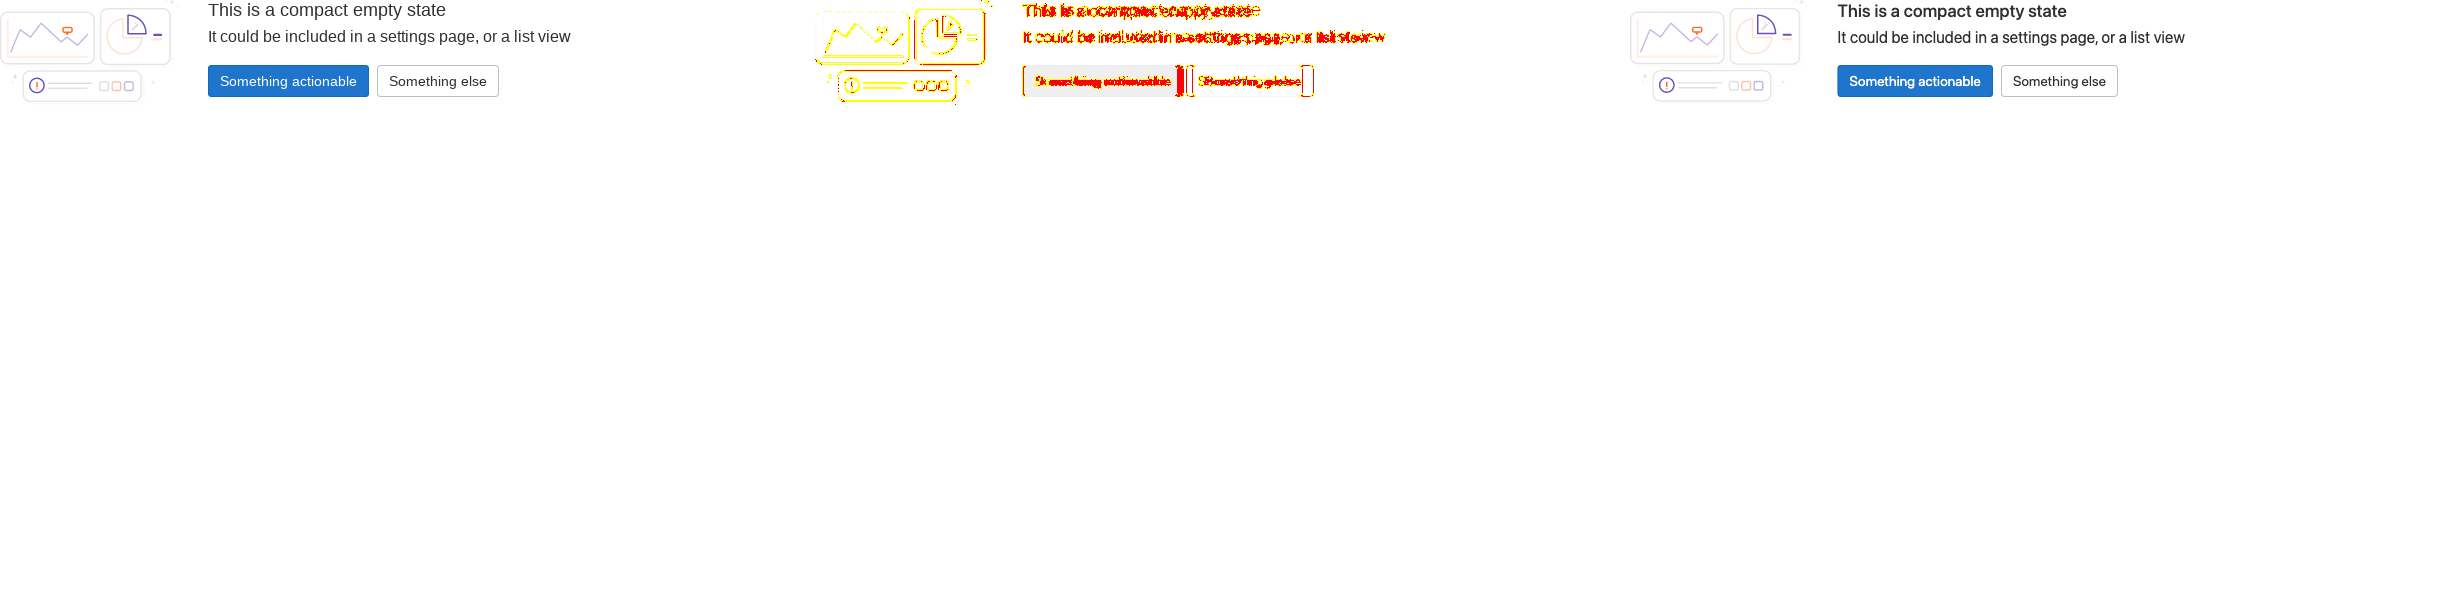 This is a compact empty state
It could be included in a settings page, or a list view
Something actionable Something else
This is a compact empty state
It could be included in a settings page, or a list view
Something actionable Something else
This is a compact empty state
It could be included in a settings page, or a list view
Something actionable Something else